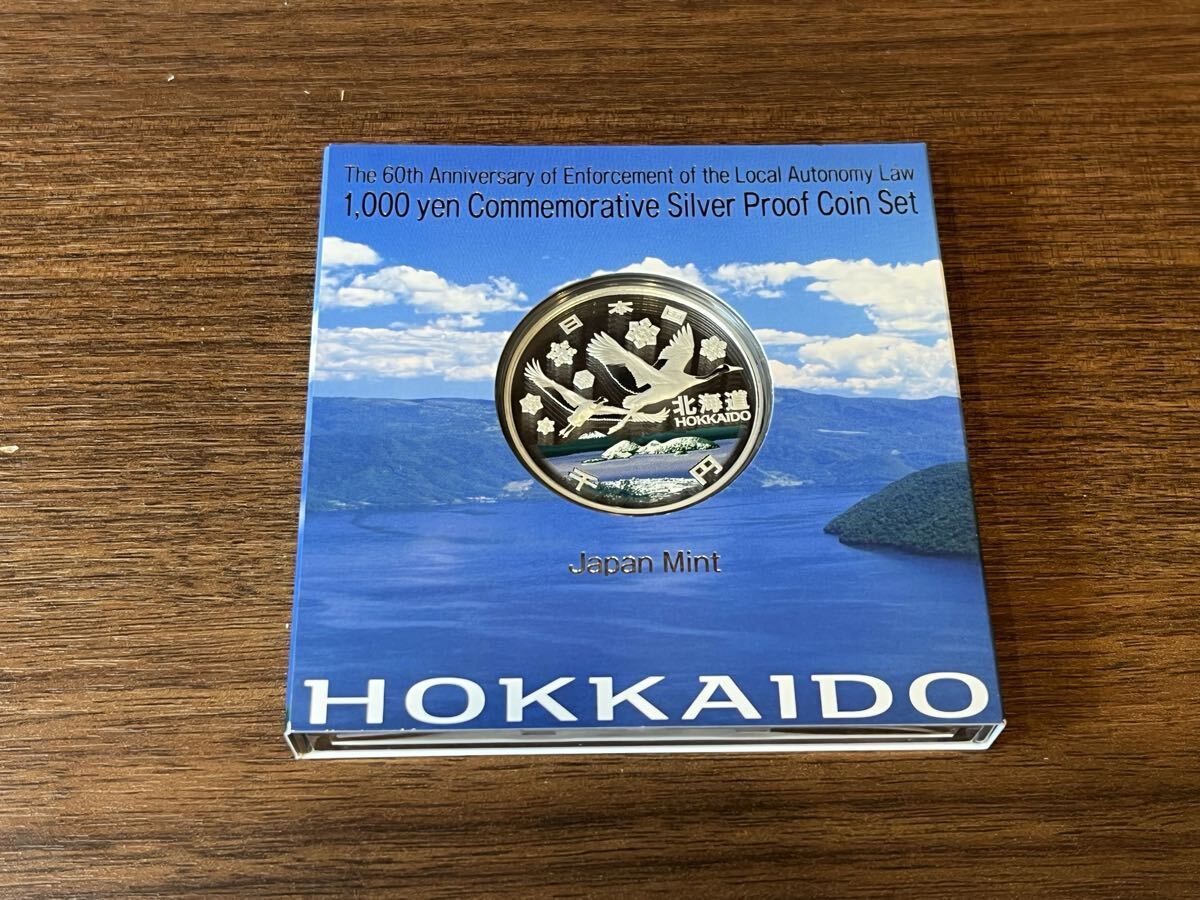 The 60th Anniversary of Enforcement of the Local Autonomy Law
1,000 yen Commemorative Silver Proof Coin Set
日本国
北海道
HOKKAIDO
千円
Japan Mint
HOKKAIDO